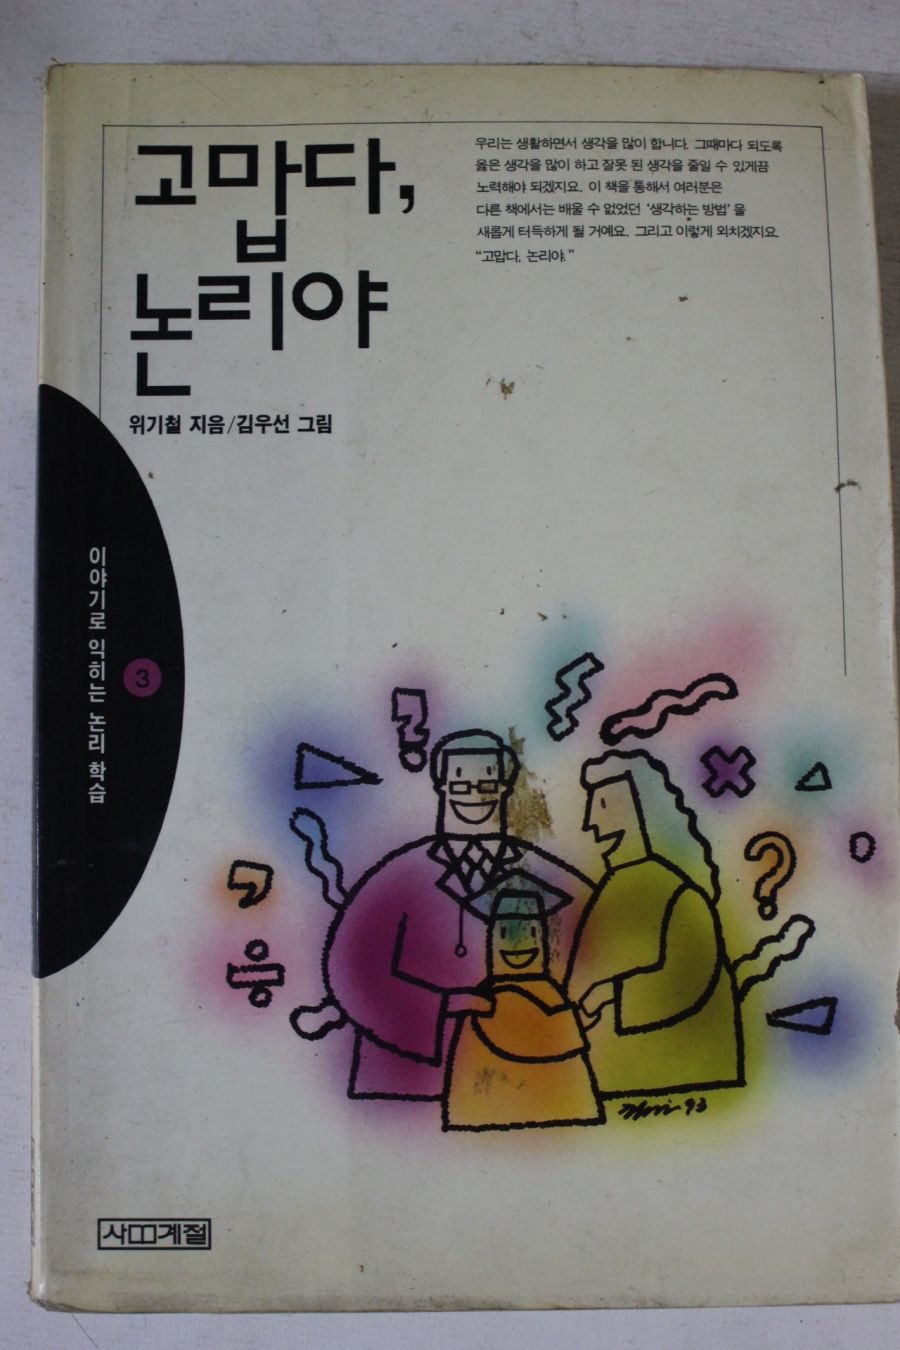 고맙다,
논리야
위기철 지음/김우선 그림
우리는 생활하면서 생각을 많이 합니다. 그때마다 되도록
옳은 생각을 많이 하고 잘못 된 생각을 줄일 수 있게끔
노력해야 되겠지요. 이 책을 통해서 여러분은
다른 책에서는 배울 수 없었던 ‘생각하는 방법’을
새롭게 터득하게 될 거예요. 그리고 이렇게 외치겠지요.
“고맙다, 논리야.”
이야기로 익히는 논리 학습
3
93
사계절